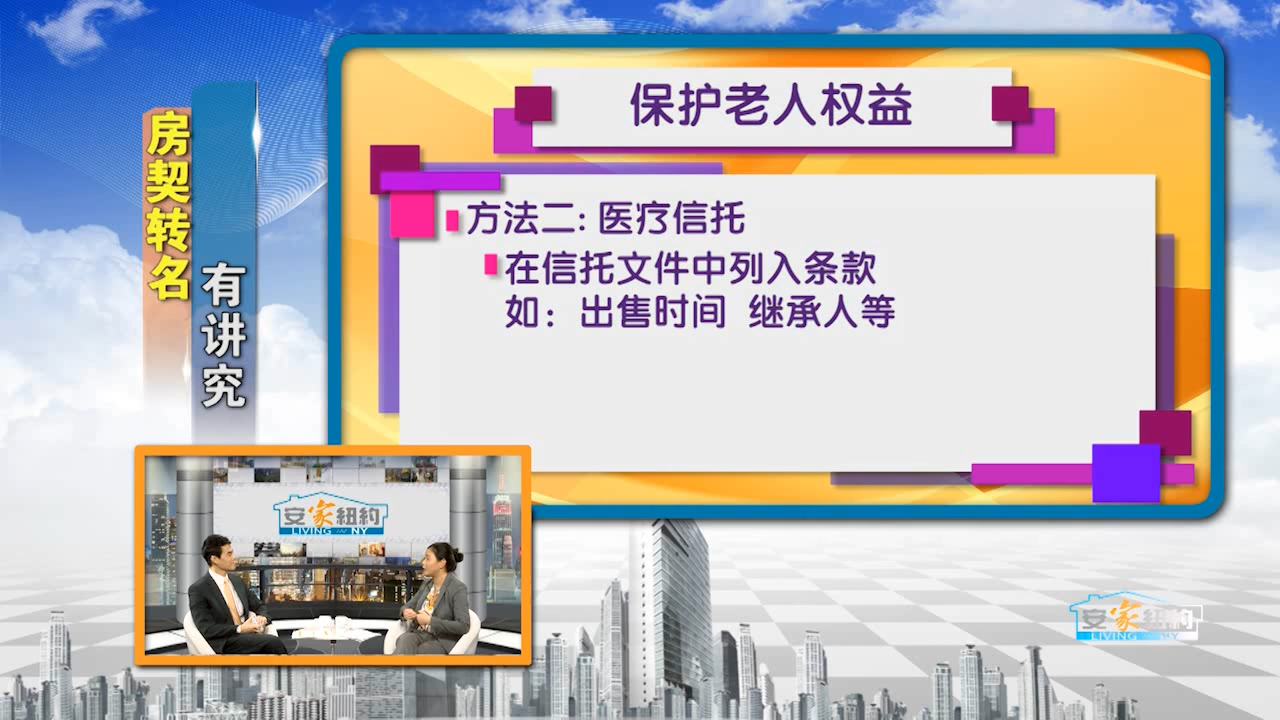 保护老人权益
房契转名
有讲究
方法二: 医疗信托
在信托文件中列入条款
如：出售时间 继承人等
安家紐約
LIVING IN NY
安家紐約
LIVING IN NY